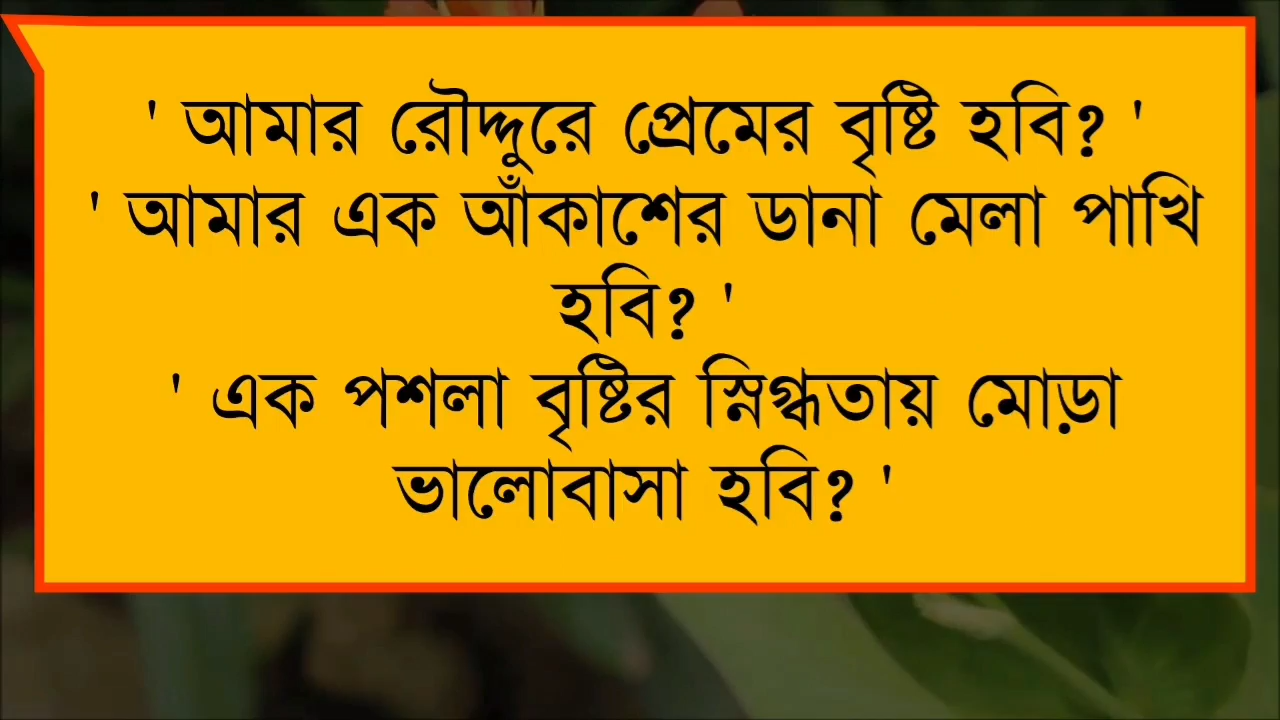 ' আমার রৌদ্দুরে প্রেমের বৃষ্টি হবি? '
' আমার এক আঁকাশের ডানা মেলা পাখি
হবি? '
' এক পশলা বৃষ্টির স্নিগ্ধতায় মোড়া
ভালোবাসা হবি? '